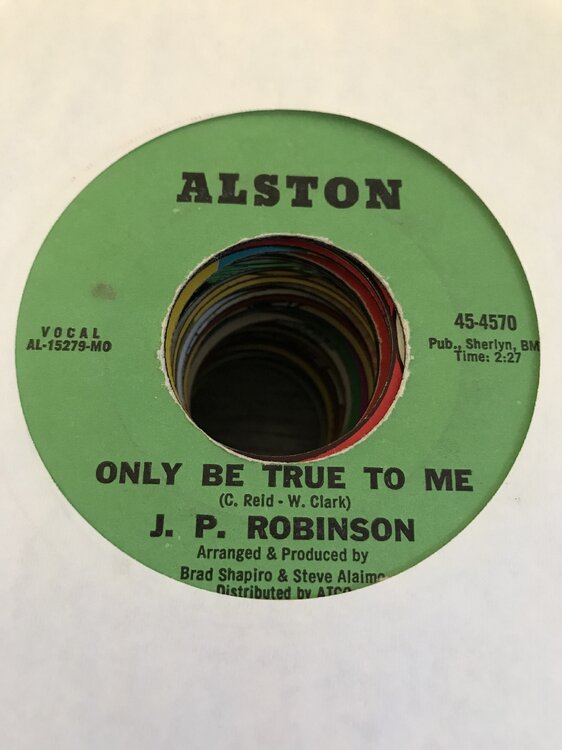 ALSTON
VOCAL
AL-15279-MO
45-4570
Pub., Sherlyn, BM
Time: 2:27
ONLY BE TRUE TO ME
(C. Reid - W. Clark)
J. P. ROBINSON
Arranged & Produced by
Brad Shapiro & Steve Alaimo
Distributed by ATCO